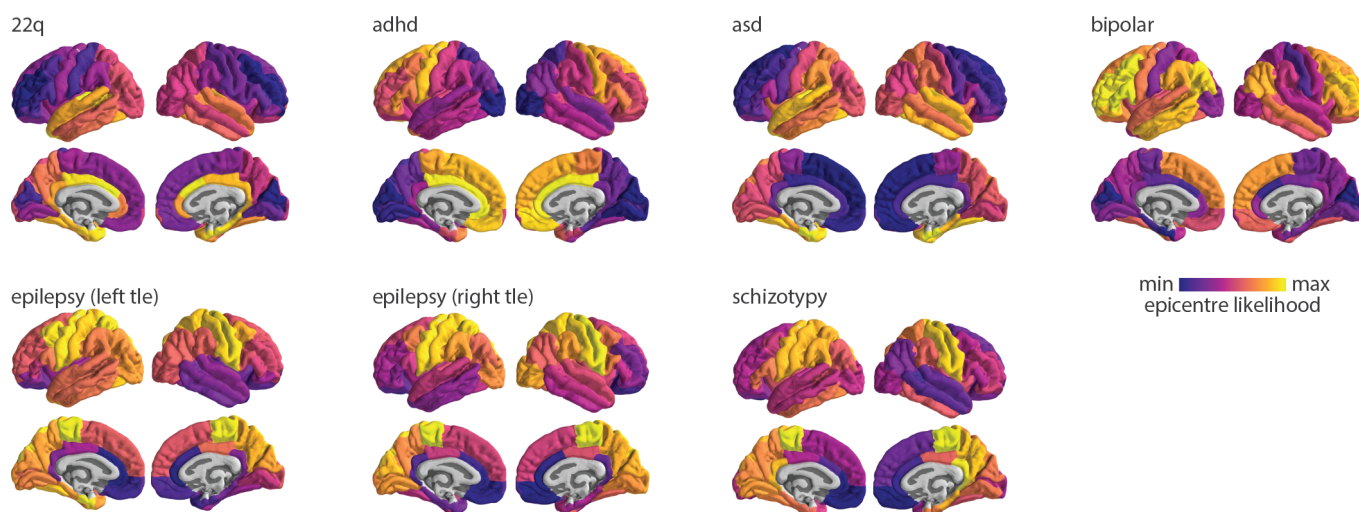 22q
adhd
asd
bipolar
epilepsy (left tle)
epilepsy (right tle)
schizotypy
min max
epicentre likelihood